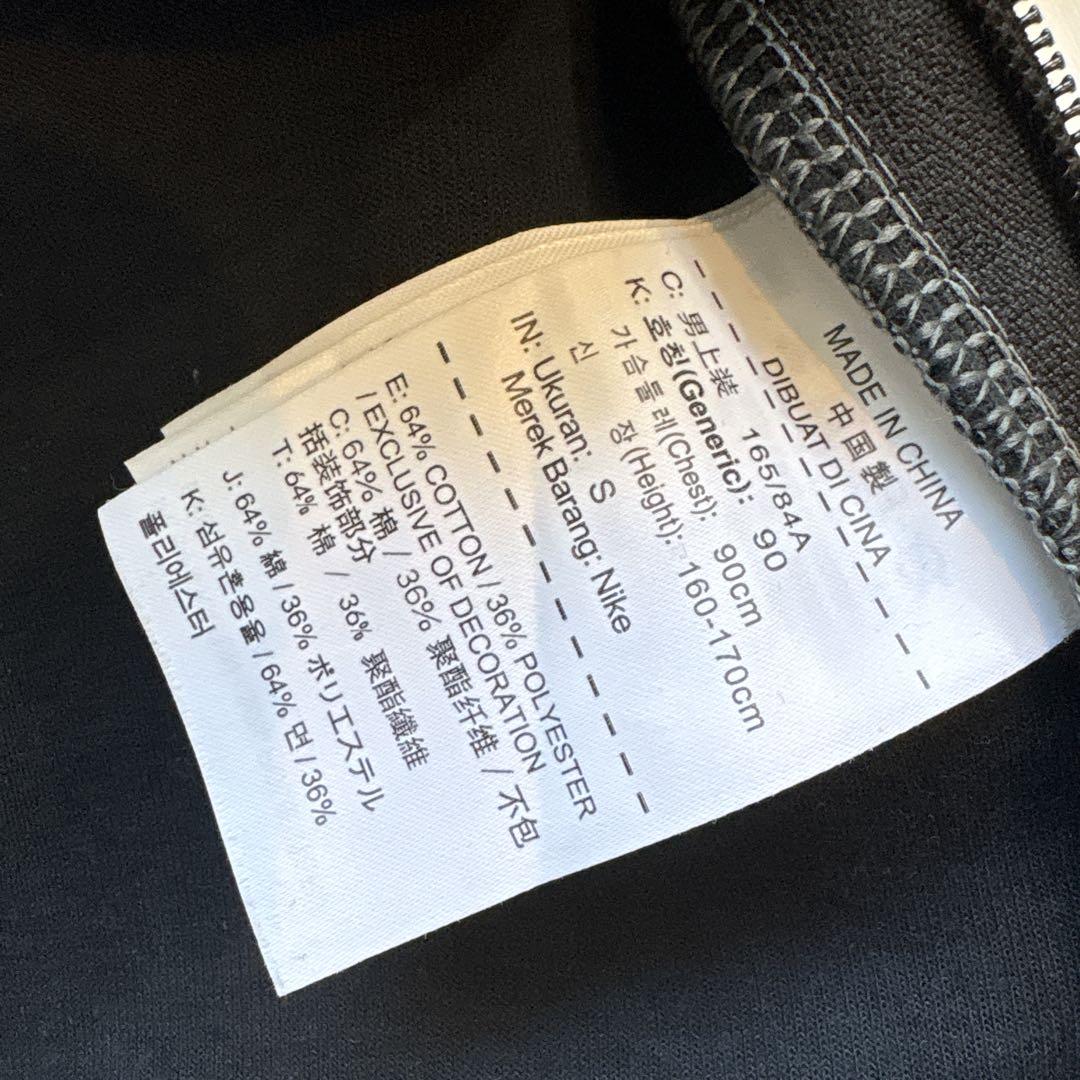 MADE IN CHINA
中国製
DIBUAT DI CINA
C: 男上装 165/84A
K: 호칭(Generic): 90
가슴둘레(Chest): 90cm
신 장(Height): 160-170cm
IN: Ukuran: S
Merek Barang: Nike
E: 64% COTTON / 36% POLYESTER
/ EXCLUSIVE OF DECORATION
C: 64% 棉 / 36% 聚酯纤维 / 不包
括装饰部分
T: 64% 棉 / 36% 聚酯纖維
J: 64% 綿 / 36% ポリエステル
K: 섬유혼용율 / 64% 면 / 36%
폴리에스터